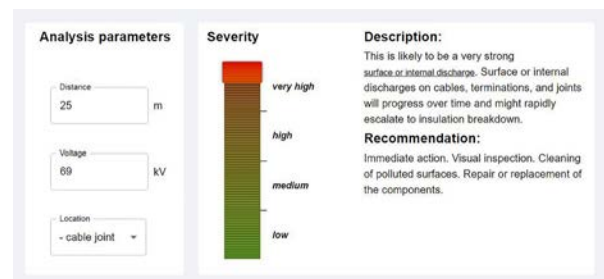 Analysis parameters
Distance
25 m
Voltage
69 kV
Location
- cable joint
Severity
very high
high
medium
low
Description:
This is likely to be a very strong
surface or internal discharge. Surface or internal
discharges on cables, terminations, and joints
will progress over time and might rapidly
escalate to insulation breakdown.
Recommendation:
Immediate action. Visual inspection. Cleaning
of polluted surfaces. Repair or replacement of
the components.